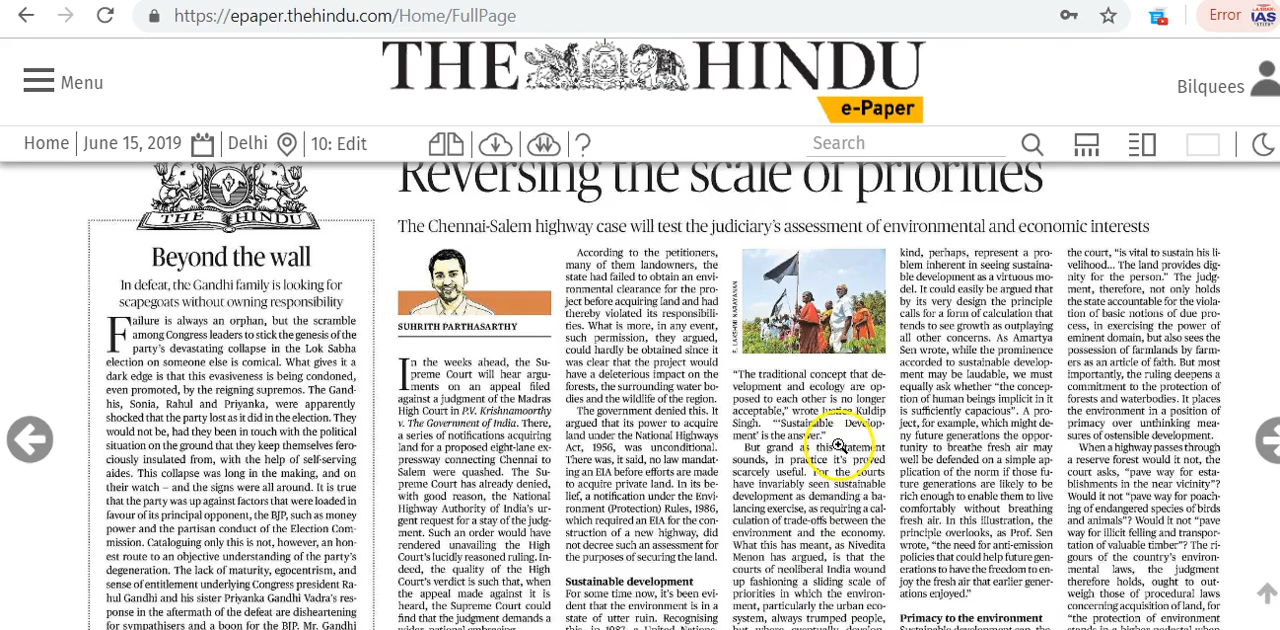 https://epaper.thehindu.com/Home/FullPage
Error
IAS
THE HINDU
e-Paper
Menu
Bilquees
Home
June 15, 2019
Delhi
10: Edit
?
Search
THE HINDU
Beyond the wall
In defeat, the Gandhi family is looking for
scapegoats without owning responsibility
Failure is always an orphan, but the scramble
among Congress leaders to stick the genesis of the
party's devastating collapse in the Lok Sabha
election on someone else is comical. What gives it a
dark edge is that this evasiveness is being condoned,
even promoted, by the reigning supremos. The Gand-
his, Sonia, Rahul and Priyanka, were apparently
shocked that the party lost as it did in the election. They
would not be, had they been in touch with the political
situation on the ground that they keep themselves fero-
ciously insulated from, with the help of self-serving
aides. This collapse was long in the making, and on
their watch – and the signs were all around. It is true
that the party was up against factors that were loaded in
favour of its principal opponent, the BJP, such as money
power and the partisan conduct of the Election Com-
mission. Cataloguing only this is not, however, an hon-
est route to an objective understanding of the party's
degeneration. The lack of maturity, egocentrism, and
sense of entitlement underlying Congress president Ra-
hul Gandhi and his sister Priyanka Gandhi Vadra's res-
ponse in the aftermath of the defeat are disheartening
for sympathisers and a boon for the BJP. Mr. Gandhi
Reversing the scale of priorities
The Chennai-Salem highway case will test the judiciary's assessment of environmental and economic interests
SUHRITH PARTHASARTHY
In the weeks ahead, the Su-
preme Court will hear argu-
ments on an appeal filed
against a judgment of the Madras
High Court in P.V. Krishnamoorthy
v. The Government of India. There,
a series of notifications acquiring
land for a proposed eight-lane ex-
pressway connecting Chennai to
Salem were quashed. The Su-
preme Court has already denied,
with good reason, the National
Highway Authority of India's ur-
gent request for a stay of the judg-
ment. Such an order would have
rendered unavailing the High
Court's lucidly reasoned ruling. In-
deed, the quality of the High
Court's verdict is such that, when
the appeal made against it is
heard, the Supreme Court could
find that the judgment demands a
wider, national embracing
According to the petitioners,
many of them landowners, the
state had failed to obtain an envi-
ronmental clearance for the pro-
ject before acquiring land and had
thereby violated its responsibili-
ties. What is more, in any event,
such permission, they argued,
could hardly be obtained since it
was clear that the project would
have a deleterious impact on the
forests, the surrounding water bo-
dies and the wildlife of the region.
The government denied this. It
argued that its power to acquire
land under the National Highways
Act, 1956, was unconditional.
There was, it said, no law mandat-
ing an EIA before efforts are made
to acquire private land. In its be-
lief, a notification under the Envi-
ronment (Protection) Rules, 1986,
which required an EIA for the con-
struction of a new highway, did
not decree such an assessment for
the purposes of securing the land.
Sustainable development
For some time now, it's been evi-
dent that the environment is in a
state of utter ruin. Recognising
this, in 1987, a United Nations-
F. LAKSHMI NARAYANAN
"The traditional concept that de-
velopment and ecology are op-
posed to each other is no longer
acceptable," wrote Justice Kuldip
Singh. "'Sustainable Develop-
ment' is the answer."
But grand as this statement
sounds, in practice it's proved
scarcely useful. For the courts
have invariably seen sustainable
development as demanding a ba-
lancing exercise, as requiring a cal-
culation of trade-offs between the
environment and the economy.
What this has meant, as Nivedita
Menon has argued, is that the
courts of neoliberal India wound
up fashioning a sliding scale of
priorities in which the environ-
ment, particularly the urban eco-
system, always trumped people,
but where eventually develop-
kind, perhaps, represent a pro-
blem inherent in seeing sustaina-
ble development as a virtuous mo-
del. It could easily be argued that
by its very design the principle
calls for a form of calculation that
tends to see growth as outplaying
all other concerns. As Amartya
Sen wrote, while the prominence
accorded to sustainable develop-
ment may be laudable, we must
equally ask whether "the concep-
tion of human beings implicit in it
is sufficiently capacious". A pro-
ject, for example, which might de-
ny future generations the oppor-
tunity to breathe fresh air may
well be defended on a simple ap-
plication of the norm if those fu-
ture generations are likely to be
rich enough to enable them to live
comfortably without breathing
fresh air. In this illustration, the
principle overlooks, as Prof. Sen
wrote, "the need for anti-emission
policies that could help future gen-
erations to have the freedom to en-
joy the fresh air that earlier gener-
ations enjoyed."
Primacy to the environment
Sustainable development can, the
the court, "is vital to sustain his li-
velihood... The land provides dig-
nity for the person." The judg-
ment, therefore, not only holds
the state accountable for the viola-
tion of basic notions of due pro-
cess, in exercising the power of
eminent domain, but also sees the
possession of farmlands by farm-
ers as an article of faith. But most
importantly, the ruling deepens a
commitment to the protection of
forests and waterbodies. It places
the environment in a position of
primacy over unthinking meas-
ures of ostensible development.
When a highway passes through
a reserve forest would it not, the
court asks, "pave way for esta-
blishments in the near vicinity"?
Would it not "pave way for poach-
ing of endangered species of birds
and animals"? Would it not "pave
way for illicit felling and transpor-
tation of valuable timber"? The ri-
gours of the country's environ-
mental laws, the judgment
therefore holds, ought to out-
weigh those of procedural laws
concerning acquisition of land, for
the "protection of environment